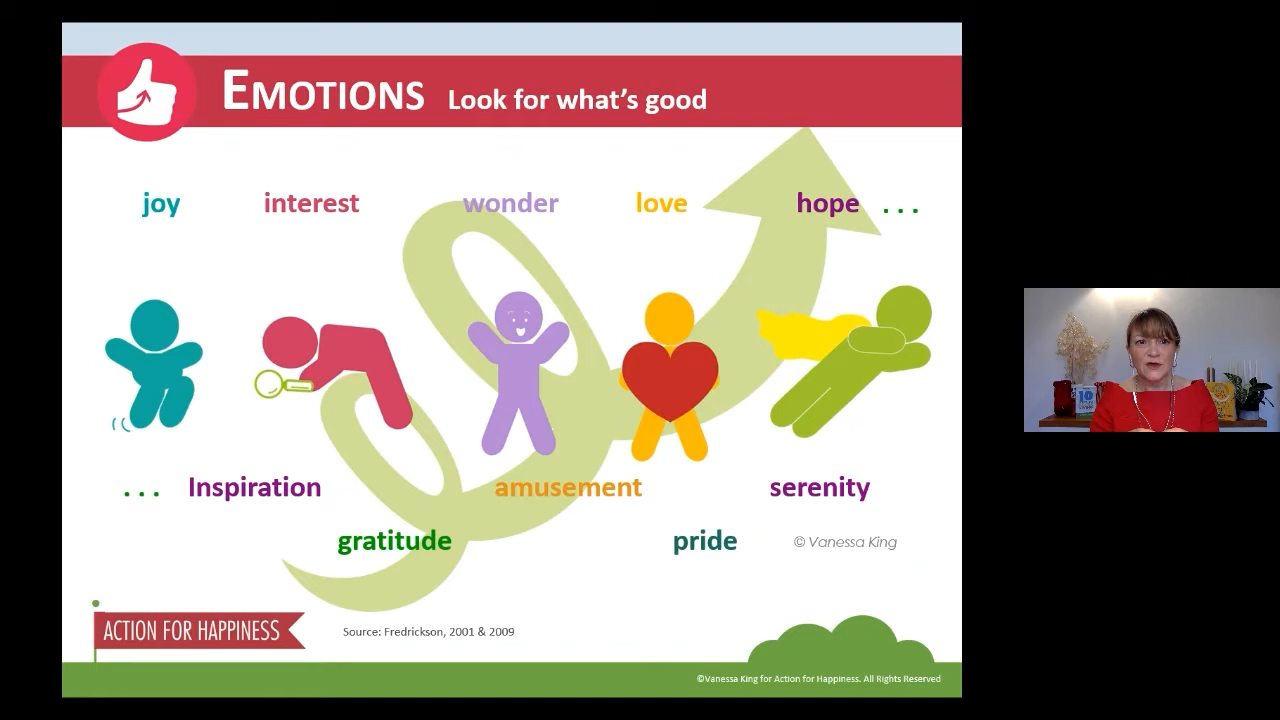 EMOTIONS Look for what's good
joy interest wonder love hope ...
... Inspiration amusement serenity
gratitude pride © Vanessa King
ACTION FOR HAPPINESS
Source: Fredrickson, 2001 & 2009
©Vanessa King for Action for Happiness. All Rights Reserved
10